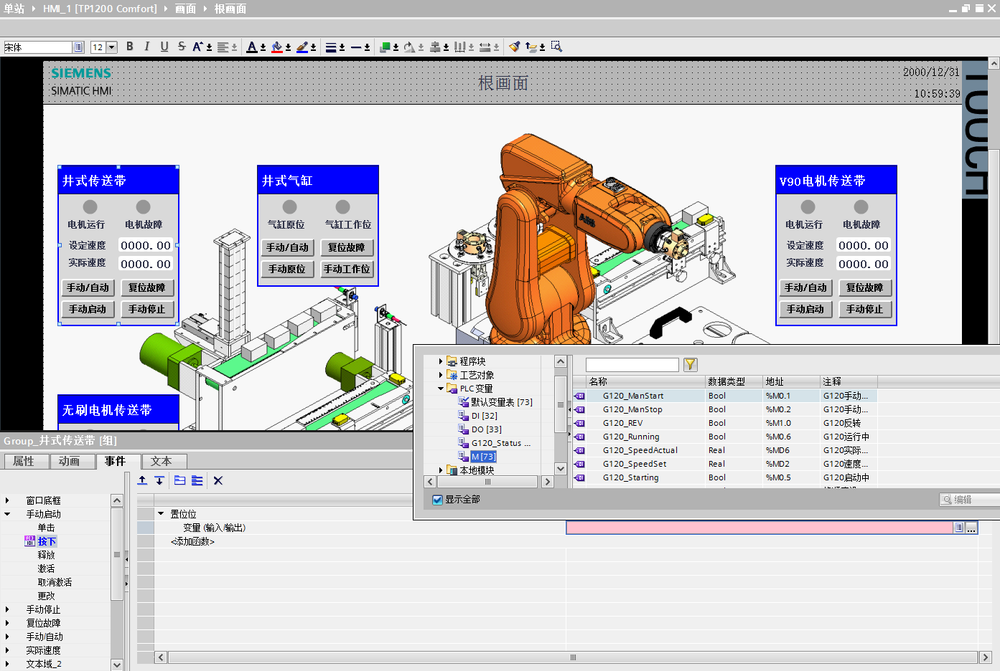 单站 HMI_1 [TP1200 Comfort] 画面 根画面
宋体 12 B I U S A A
SIEMENS
SIMATIC HMI
根画面
2000/12/31
10:59:39
TOUCH
井式传送带
电机运行 电机故障
设定速度 0000.00
实际速度 0000.00
手动/自动 复位故障
手动启动 手动停止
井式气缸
气缸原位 气缸工作位
手动/自动 复位故障
手动原位 手动工作位
V90电机传送带
电机运行 电机故障
设定速度 0000.00
实际速度 0000.00
手动/自动 复位故障
手动启动 手动停止
ABB
无刷电机传送带
程序块
工艺对象
PLC 变量
默认变量表 [73]
DI [32]
DO [33]
G120_Status ...
M [73]
本地模块
名称 数据类型 地址 注释
G120_ManStart Bool %M0.1 G120手动...
G120_ManStop Bool %M0.2 G120手动...
G120_REV Bool %M1.0 G120反转
G120_Running Bool %M0.6 G120运行中
G120_SpeedActual Real %MD6 G120实际...
G120_SpeedSet Real %MD2 G120速度...
G120_Starting Bool %M0.5 G120启动中
显示全部
编辑
Group_井式传送带 [组]
属性 动画 事件 文本
窗口底框
手动启动
单击
按下
释放
激活
取消激活
更改
手动停止
复位故障
手动/自动
实际速度
文本域_2
置位位
变量 (输入/输出)
<添加函数>
...